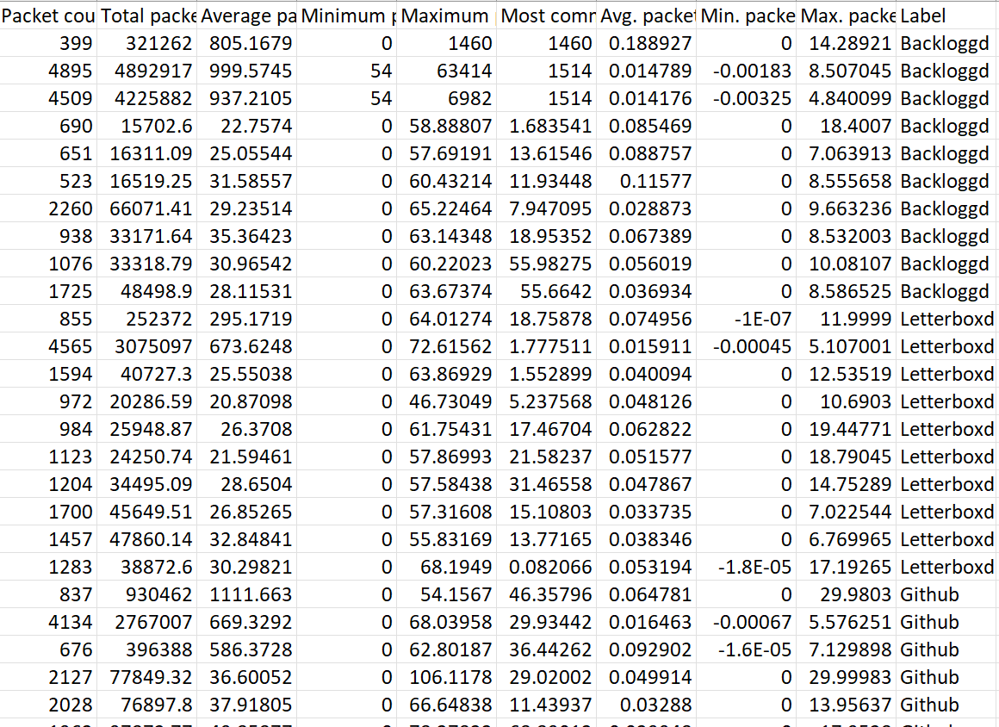 Packet cou Total packe Average pa Minimum p Maximum Most comm Avg. packet Min. packe Max. packe Label
399 321262 805.1679 0 1460 1460 0.188927 0 14.28921 Backloggd
4895 4892917 999.5745 54 63414 1514 0.014789 -0.00183 8.507045 Backloggd
4509 4225882 937.2105 54 6982 1514 0.014176 -0.00325 4.840099 Backloggd
690 15702.6 22.7574 0 58.88807 1.683541 0.085469 0 18.4007 Backloggd
651 16311.09 25.05544 0 57.69191 13.61546 0.088757 0 7.063913 Backloggd
523 16519.25 31.58557 0 60.43214 11.93448 0.11577 0 8.555658 Backloggd
2260 66071.41 29.23514 0 65.22464 7.947095 0.028873 0 9.663236 Backloggd
938 33171.64 35.36423 0 63.14348 18.95352 0.067389 0 8.532003 Backloggd
1076 33318.79 30.96542 0 60.22023 55.98275 0.056019 0 10.08107 Backloggd
1725 48498.9 28.11531 0 63.67374 55.6642 0.036934 0 8.586525 Backloggd
855 252372 295.1719 0 64.01274 18.75878 0.074956 -1E-07 11.9999 Letterboxd
4565 3075097 673.6248 0 72.61562 1.777511 0.015911 -0.00045 5.107001 Letterboxd
1594 40727.3 25.55038 0 63.86929 1.552899 0.040094 0 12.53519 Letterboxd
972 20286.59 20.87098 0 46.73049 5.237568 0.048126 0 10.6903 Letterboxd
984 25948.87 26.3708 0 61.75431 17.46704 0.062822 0 19.44771 Letterboxd
1123 24250.74 21.59461 0 57.86993 21.58237 0.051577 0 18.79045 Letterboxd
1204 34495.09 28.6504 0 57.58438 31.46558 0.047867 0 14.75289 Letterboxd
1700 45649.51 26.85265 0 57.31608 15.10803 0.033735 0 7.022544 Letterboxd
1457 47860.14 32.84841 0 55.83169 13.77165 0.038346 0 6.769965 Letterboxd
1283 38872.6 30.29821 0 68.1949 0.082066 0.053194 -1.8E-05 17.19265 Letterboxd
837 930462 1111.663 0 54.1567 46.35796 0.064781 0 29.9803 Github
4134 2767007 669.3292 0 68.03958 29.93442 0.016463 -0.00067 5.576251 Github
676 396388 586.3728 0 62.80187 36.44262 0.092902 -1.6E-05 7.129898 Github
2127 77849.32 36.60052 0 106.1178 29.02002 0.049914 0 29.99983 Github
2028 76897.8 37.91805 0 66.64838 11.43937 0.03288 0 13.95637 Github